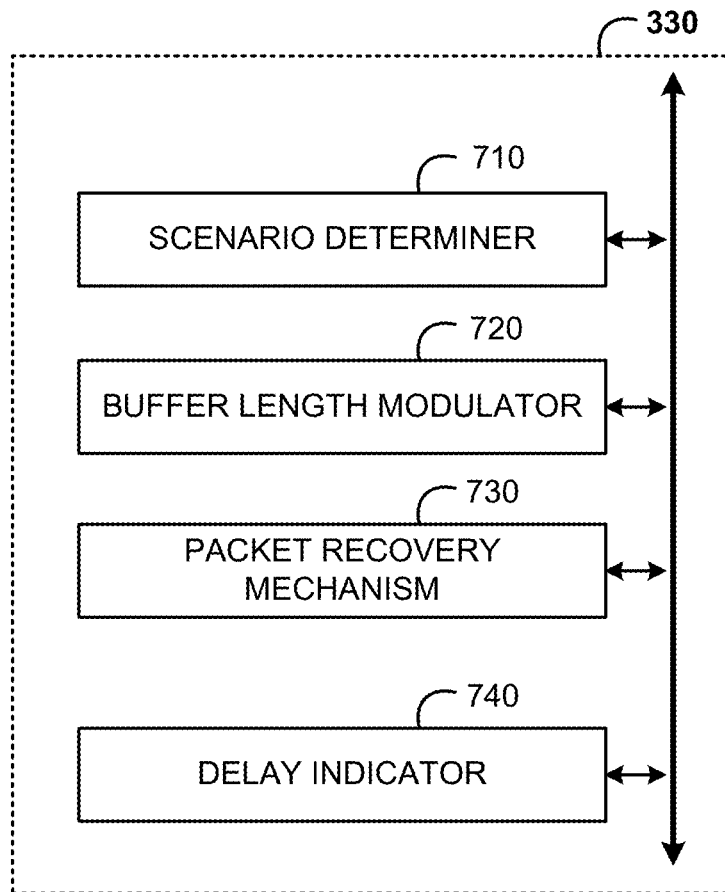 330
710
SCENARIO DETERMINER
720
BUFFER LENGTH MODULATOR
730
PACKET RECOVERY
MECHANISM
740
DELAY INDICATOR